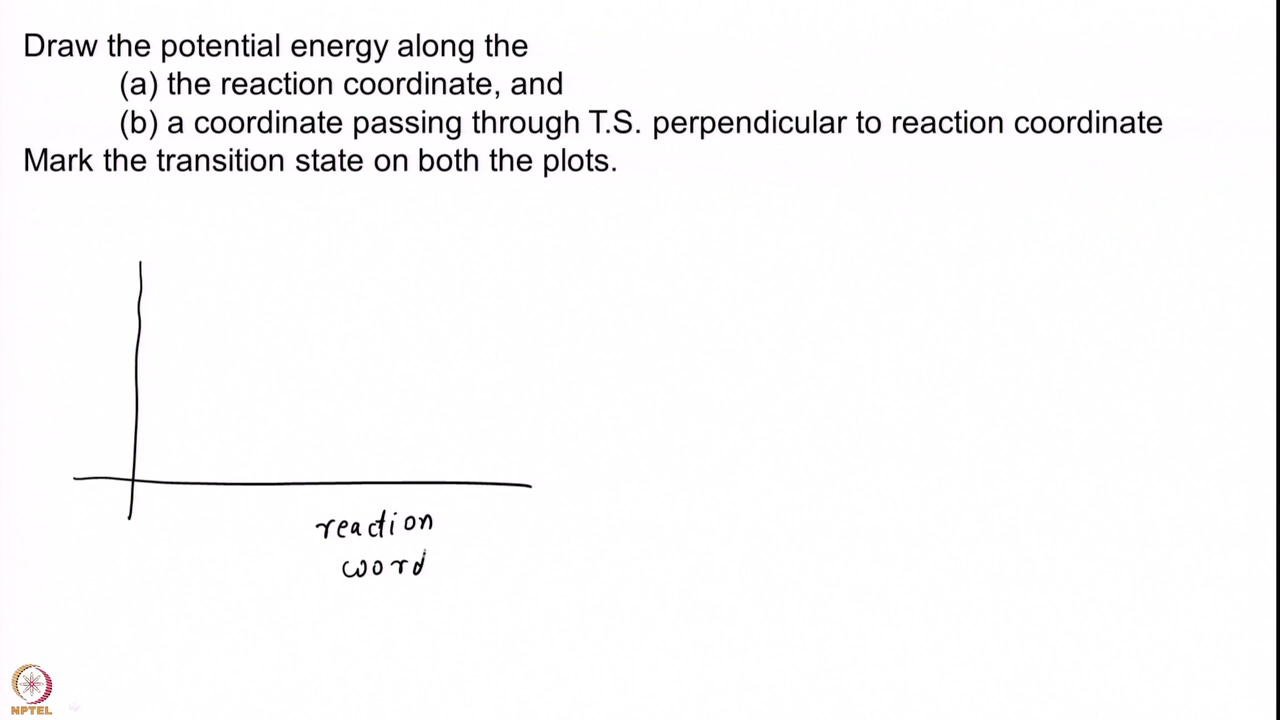 Draw the potential energy along the
(a) the reaction coordinate, and
(b) a coordinate passing through T.S. perpendicular to reaction coordinate
Mark the transition state on both the plots.
reaction
coord
NPTEL